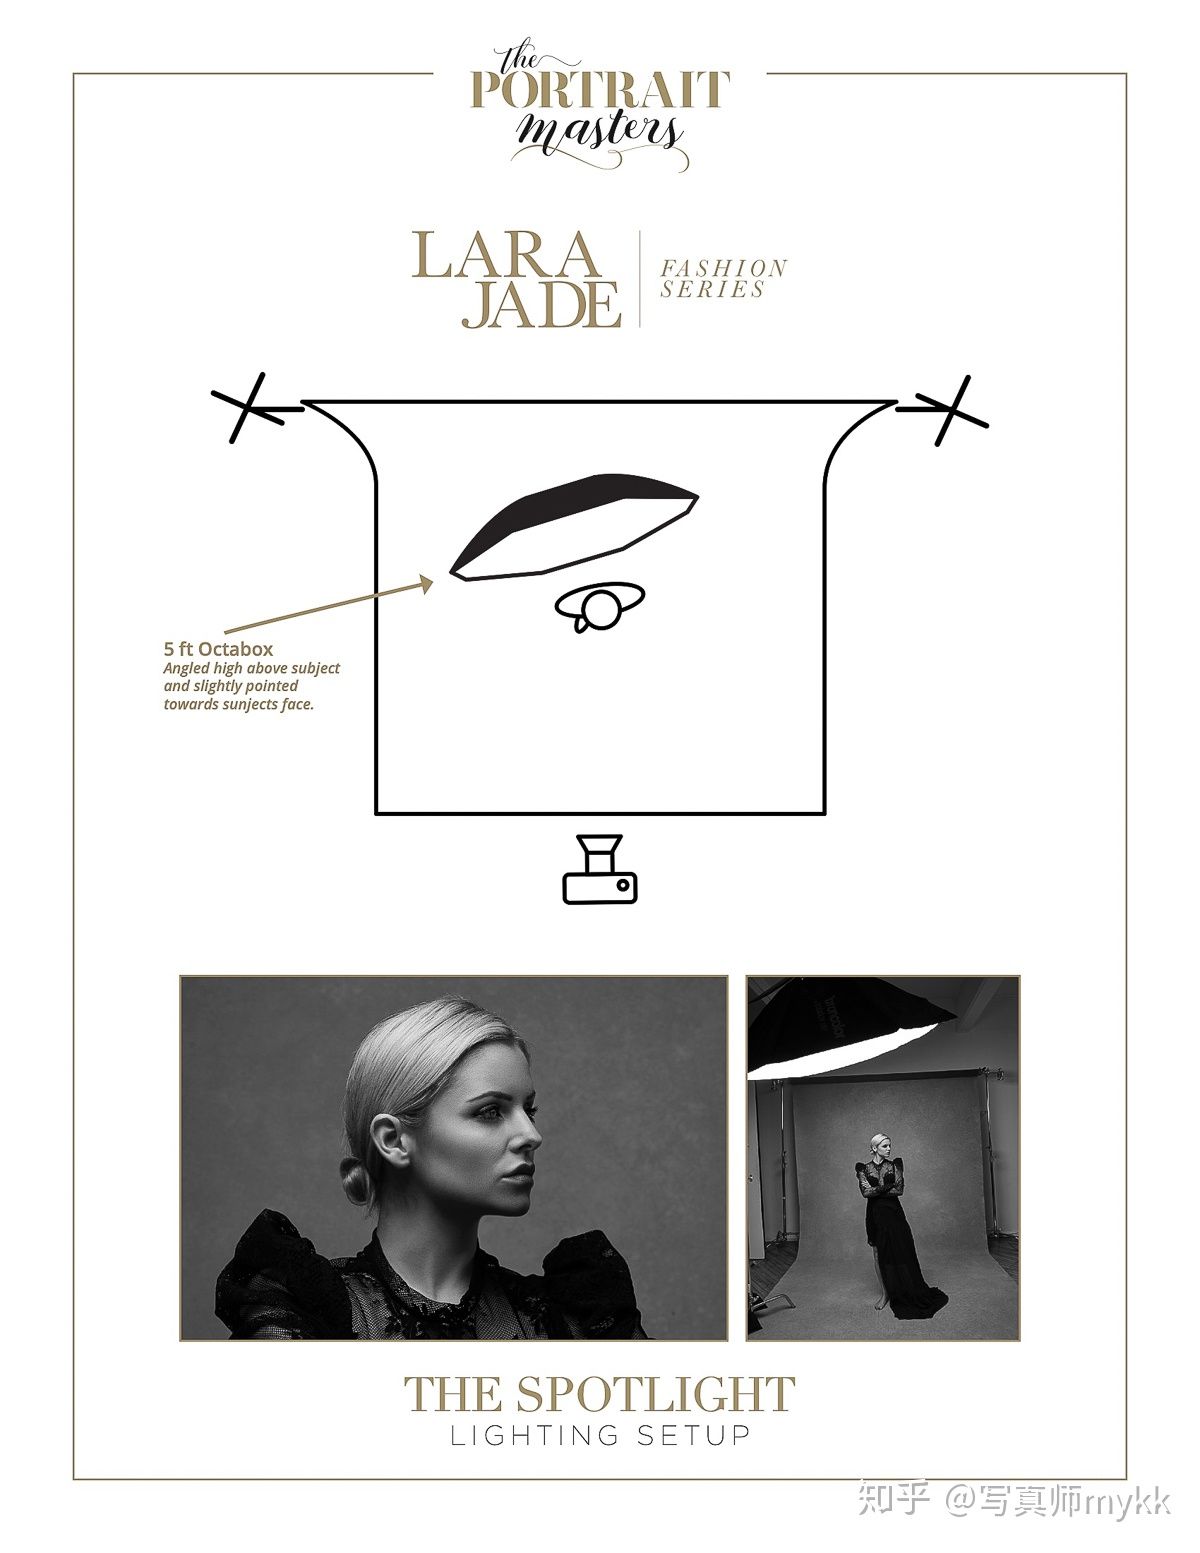 the
PORTRAIT
masters
LARA
JADE
FASHION
SERIES
5 ft Octabox
Angled high above subject
and slightly pointed
towards sunjects face.
THE SPOTLIGHT
LIGHTING SETUP
知乎 @写真师mykk